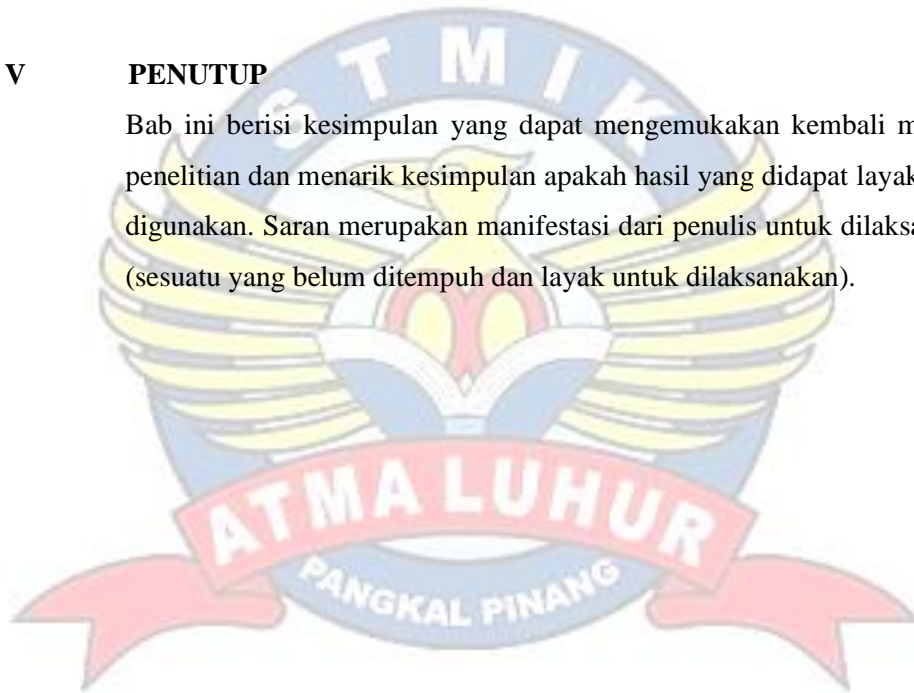 STMIK
V PENUTUP
Bab ini berisi kesimpulan yang dapat mengemukakan kembali
penelitian dan menarik kesimpulan apakah hasil yang didapat layak
digunakan. Saran merupakan manifestasi dari penulis untuk
(sesuatu yang belum ditempuh dan layak untuk dilaksanakan).
ATMA LUHUR
PANGKAL PINANG